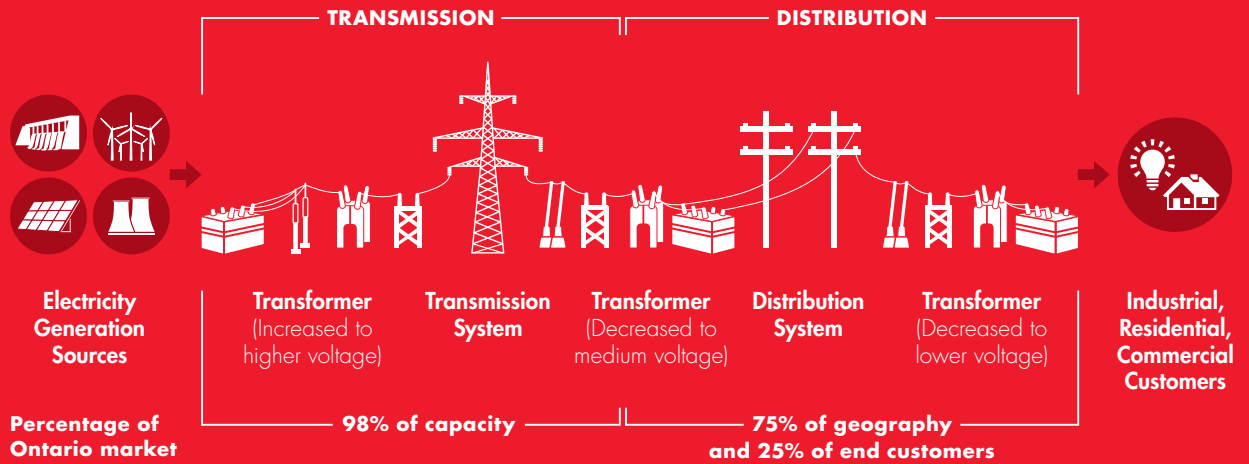 TRANSMISSION
DISTRIBUTION
Electricity
Generation
Sources
Transformer
(Increased to
higher voltage)
Transmission
System
Transformer
(Decreased to
medium voltage)
Distribution
System
Transformer
(Decreased to
lower voltage)
Industrial,
Residential,
Commercial
Customers
Percentage of
Ontario market
98% of capacity
75% of geography
and 25% of end customers